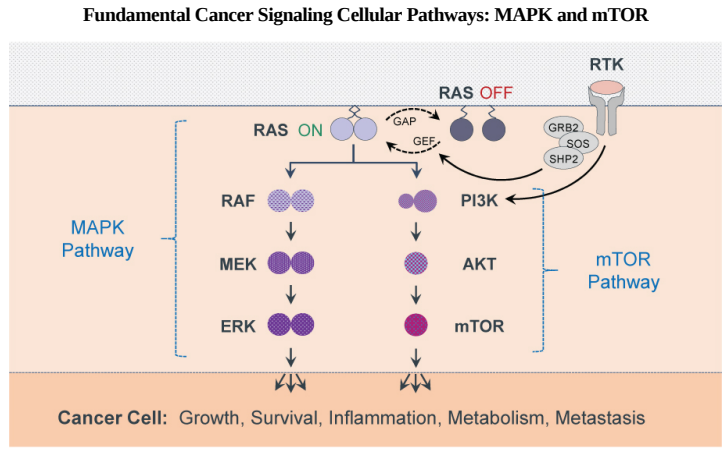 Fundamental Cancer Signaling Cellular Pathways: MAPK and mTOR
RTK
RAS OFF
RAS ON
GAP
GEF
GRB2
SOS
SHP2
RAF
PI3K
MAPK
Pathway
MEK
AKT
mTOR
Pathway
ERK
mTOR
Cancer Cell: Growth, Survival, Inflammation, Metabolism, Metastasis